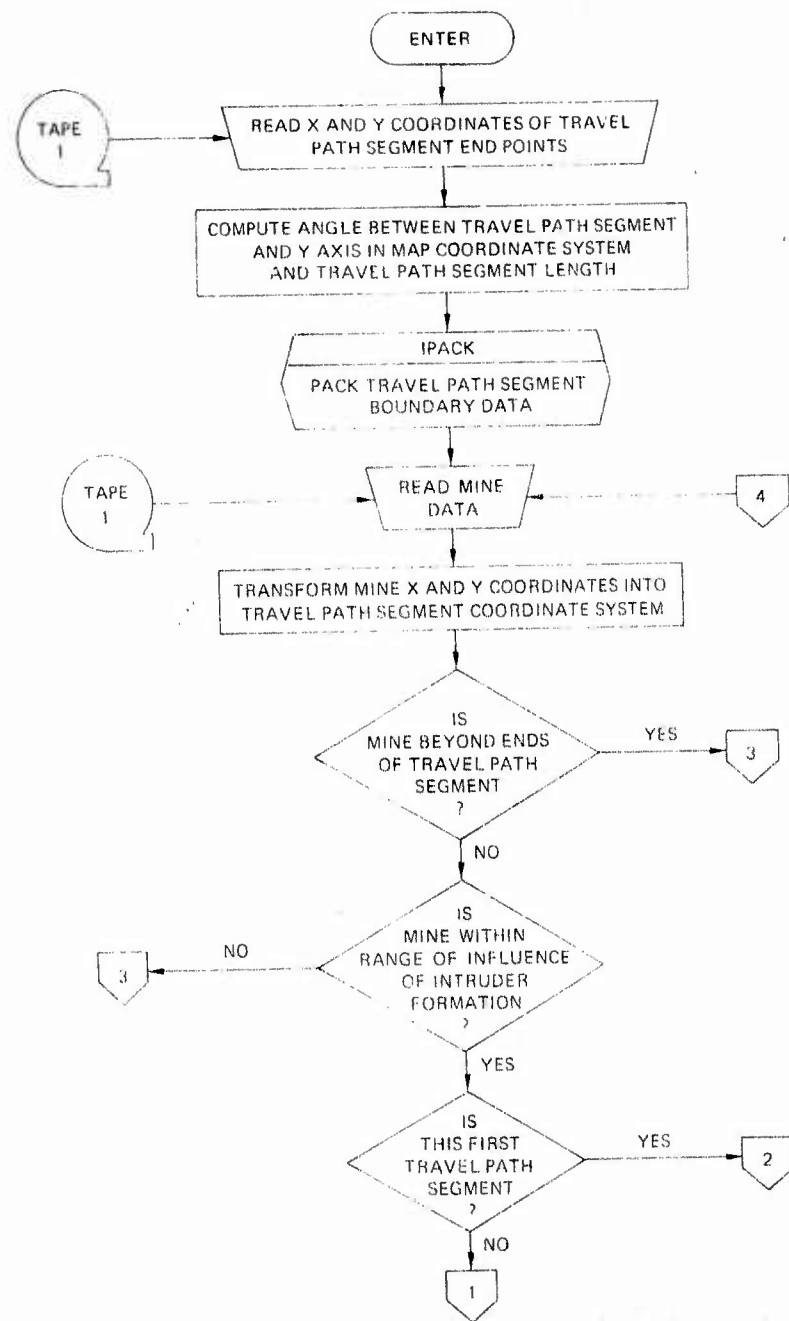 ENTER
TAPE
1
READ X AND Y COORDINATES OF TRAVEL
PATH SEGMENT END POINTS
COMPUTE ANGLE BETWEEN TRAVEL PATH SEGMENT
AND Y AXIS IN MAP COORDINATE SYSTEM
AND TRAVEL PATH SEGMENT LENGTH
IPACK
PACK TRAVEL PATH SEGMENT
BOUNDARY DATA
TAPE
1
READ MINE
DATA
4
TRANSFORM MINE X AND Y COORDINATES INTO
TRAVEL PATH SEGMENT COORDINATE SYSTEM
IS
MINE BEYOND ENDS
OF TRAVEL PATH
SEGMENT
?
YES
3
NO
IS
MINE WITHIN
RANGE OF INFLUENCE
OF INTRUDER
FORMATION
?
NO
3
YES
IS
THIS FIRST
TRAVEL PATH
SEGMENT
?
YES
2
NO
1